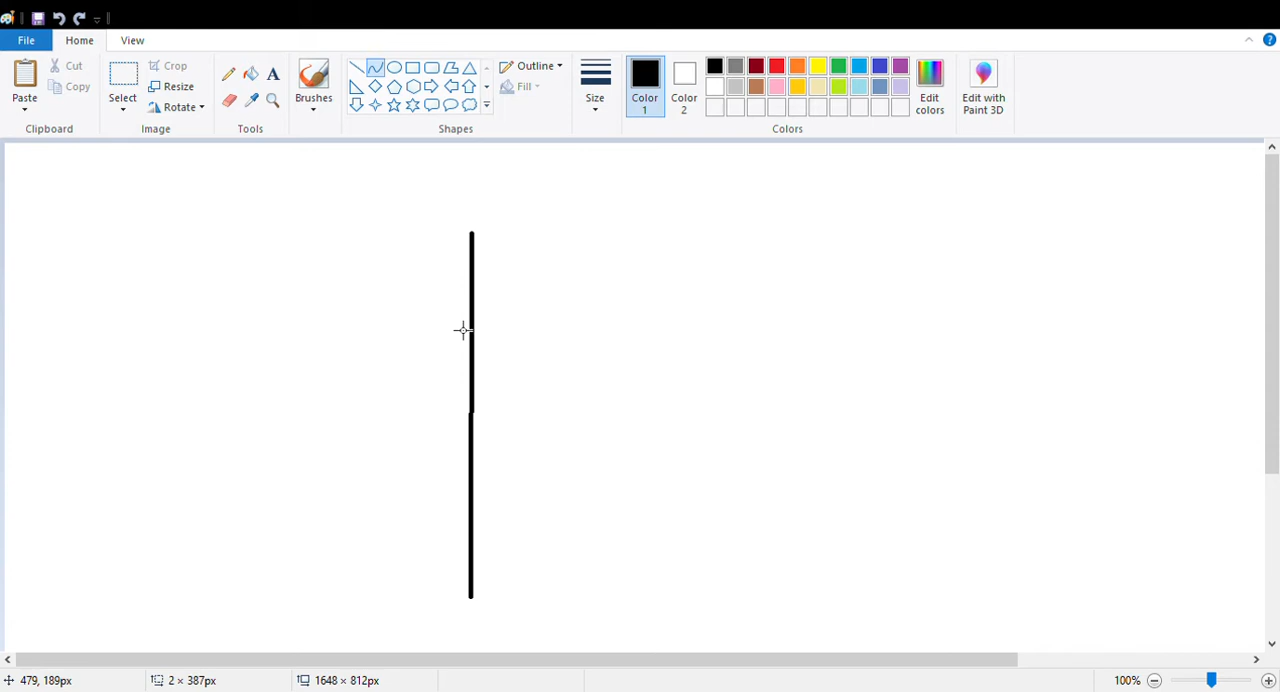 File Home View
Paste
Cut
Copy
Clipboard
Select
Crop
Resize
Rotate
Image
A
Tools
Brushes
Shapes
Outline
Fill
Size
Color
1
Color
2
Edit
colors
Colors
Edit with
Paint 3D
?
479, 189px 2 × 387px 1648 × 812px 100%